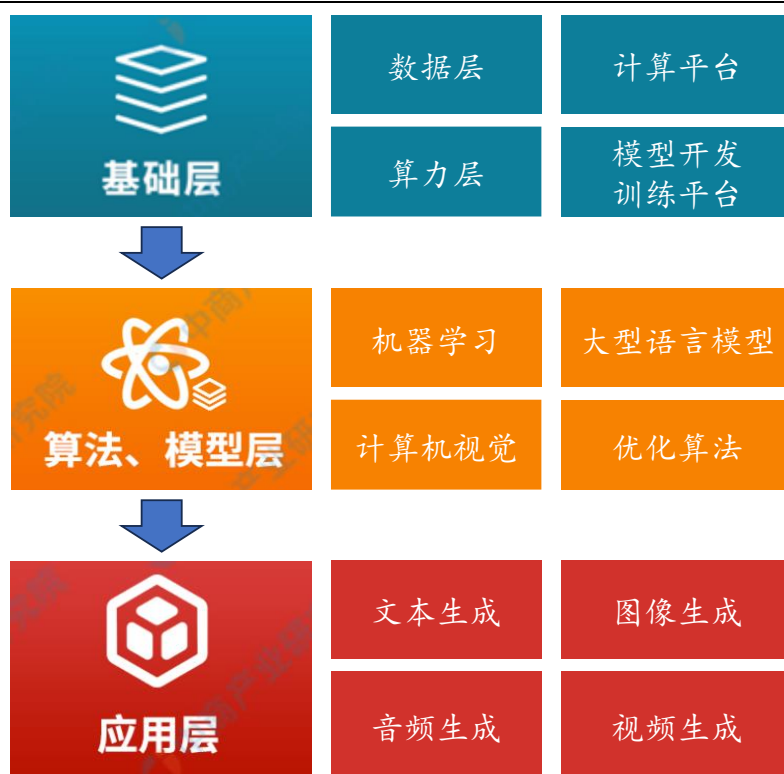 基础层
数据层
计算平台
算力层
模型开发
训练平台
算法、模型层
机器学习
大型语言模型
计算机视觉
优化算法
应用层
文本生成
图像生成
音频生成
视频生成